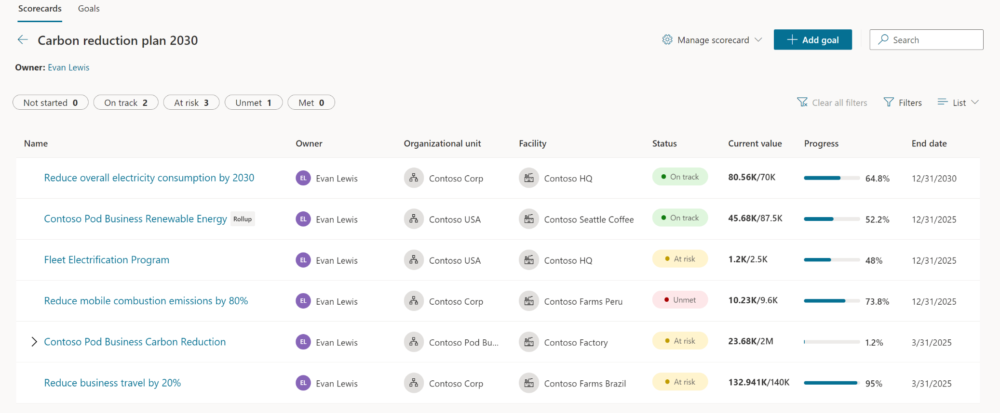 Scorecards Goals
Carbon reduction plan 2030 Manage scorecard Add goal Search
Owner: Evan Lewis
Not started 0 On track 2 At risk 3 Unmet 1 Met 0 Clear all filters Filters List
Name Owner Organizational unit Facility Status Current value Progress End date
Reduce overall electricity consumption by 2030 EL Evan Lewis Contoso Corp Contoso HQ On track 80.56K/70K 64.8% 12/31/2030
Contoso Pod Business Renewable Energy Rollup EL Evan Lewis Contoso USA Contoso Seattle Coffee On track 45.68K/87.5K 52.2% 12/31/2025
Fleet Electrification Program EL Evan Lewis Contoso USA Contoso HQ At risk 1.2K/2.5K 48% 12/31/2025
Reduce mobile combustion emissions by 80% EL Evan Lewis Contoso Corp Contoso Farms Peru Unmet 10.23K/9.6K 73.8% 12/31/2025
Contoso Pod Business Carbon Reduction EL Evan Lewis Contoso Pod Bu... Contoso Factory At risk 23.68K/2M 1.2% 3/31/2025
Reduce business travel by 20% EL Evan Lewis Contoso Corp Contoso Farms Brazil At risk 132.941K/140K 95% 3/31/2025